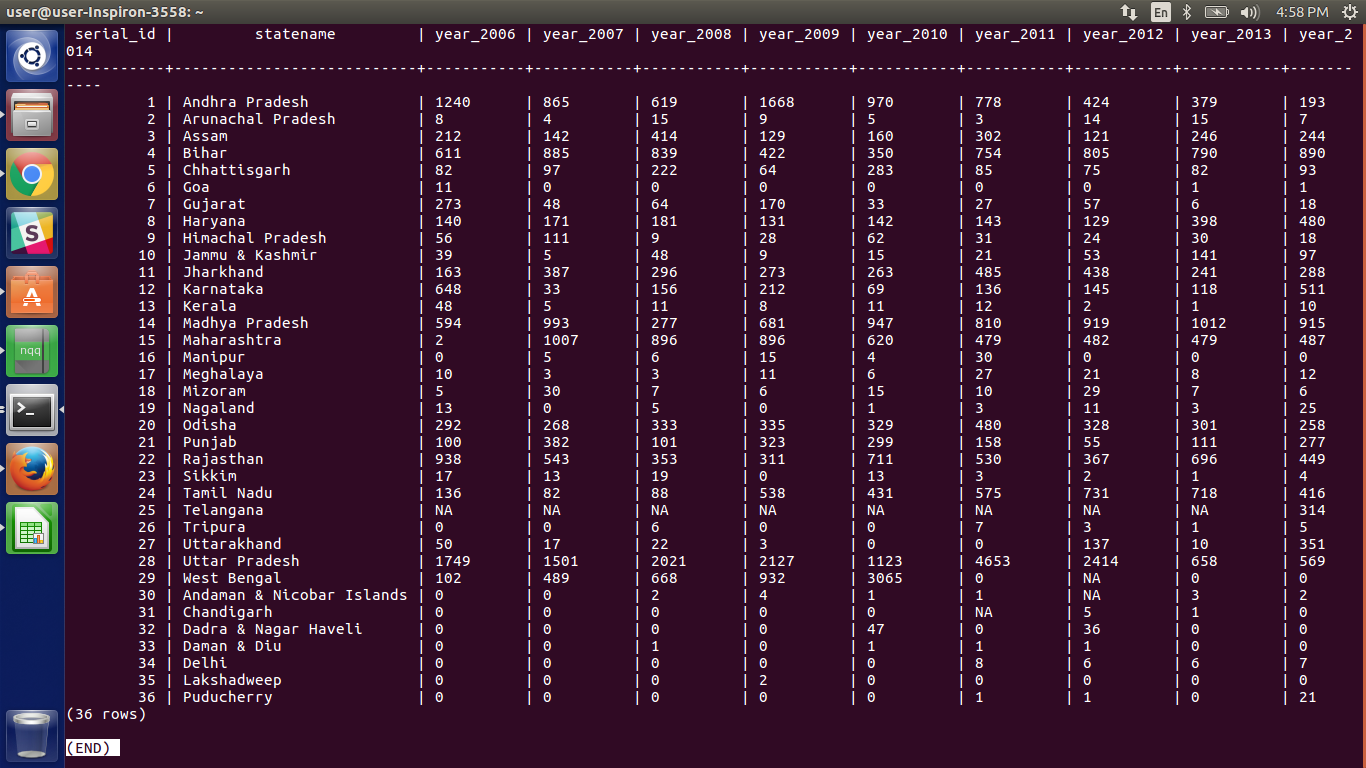 user@user-Inspiron-3558: ~
En
4:58 PM
serial_id | statename | year_2006 | year_2007 | year_2008 | year_2009 | year_2010 | year_2011 | year_2012 | year_2013 | year_2
014
-----------+---------------------------+-----------+-----------+-----------+-----------+-----------+-----------+-----------+-----------+-------
----
1 | Andhra Pradesh | 1240 | 865 | 619 | 1668 | 970 | 778 | 424 | 379 | 193
2 | Arunachal Pradesh | 8 | 4 | 15 | 9 | 5 | 3 | 14 | 15 | 7
3 | Assam | 212 | 142 | 414 | 129 | 160 | 302 | 121 | 246 | 244
4 | Bihar | 611 | 885 | 839 | 422 | 350 | 754 | 805 | 790 | 890
5 | Chhattisgarh | 82 | 97 | 222 | 64 | 283 | 85 | 75 | 82 | 93
6 | Goa | 11 | 0 | 0 | 0 | 0 | 0 | 0 | 1 | 1
7 | Gujarat | 273 | 48 | 64 | 170 | 33 | 27 | 57 | 6 | 18
8 | Haryana | 140 | 171 | 181 | 131 | 142 | 143 | 129 | 398 | 480
9 | Himachal Pradesh | 56 | 111 | 9 | 28 | 62 | 31 | 24 | 30 | 18
10 | Jammu & Kashmir | 39 | 5 | 48 | 9 | 15 | 21 | 53 | 141 | 97
11 | Jharkhand | 163 | 387 | 296 | 273 | 263 | 485 | 438 | 241 | 288
12 | Karnataka | 648 | 33 | 156 | 212 | 69 | 136 | 145 | 118 | 511
13 | Kerala | 48 | 5 | 11 | 8 | 11 | 12 | 2 | 1 | 10
14 | Madhya Pradesh | 594 | 993 | 277 | 681 | 947 | 810 | 919 | 1012 | 915
15 | Maharashtra | 2 | 1007 | 896 | 896 | 620 | 479 | 482 | 479 | 487
16 | Manipur | 0 | 5 | 6 | 15 | 4 | 30 | 0 | 0 | 0
17 | Meghalaya | 10 | 3 | 3 | 11 | 6 | 27 | 21 | 8 | 12
18 | Mizoram | 5 | 30 | 7 | 6 | 15 | 10 | 29 | 7 | 6
19 | Nagaland | 13 | 0 | 5 | 0 | 1 | 3 | 11 | 3 | 25
20 | Odisha | 292 | 268 | 333 | 335 | 329 | 480 | 328 | 301 | 258
21 | Punjab | 100 | 382 | 101 | 323 | 299 | 158 | 55 | 111 | 277
22 | Rajasthan | 938 | 543 | 353 | 311 | 711 | 530 | 367 | 696 | 449
23 | Sikkim | 17 | 13 | 19 | 0 | 13 | 3 | 2 | 1 | 4
24 | Tamil Nadu | 136 | 82 | 88 | 538 | 431 | 575 | 731 | 718 | 416
25 | Telangana | NA | NA | NA | NA | NA | NA | NA | NA | 314
26 | Tripura | 0 | 0 | 6 | 0 | 0 | 7 | 3 | 1 | 5
27 | Uttarakhand | 50 | 17 | 22 | 3 | 0 | 0 | 137 | 10 | 351
28 | Uttar Pradesh | 1749 | 1501 | 2021 | 2127 | 1123 | 4653 | 2414 | 658 | 569
29 | West Bengal | 102 | 489 | 668 | 932 | 3065 | 0 | NA | 0 | 0
30 | Andaman & Nicobar Islands | 0 | 0 | 2 | 4 | 1 | 1 | NA | 3 | 2
31 | Chandigarh | 0 | 0 | 0 | 0 | 0 | NA | 5 | 1 | 0
32 | Dadra & Nagar Haveli | 0 | 0 | 0 | 0 | 47 | 0 | 36 | 0 | 0
33 | Daman & Diu | 0 | 0 | 1 | 0 | 1 | 1 | 1 | 0 | 0
34 | Delhi | 0 | 0 | 0 | 0 | 0 | 8 | 6 | 6 | 7
35 | Lakshadweep | 0 | 0 | 0 | 2 | 0 | 0 | 0 | 0 | 0
36 | Puducherry | 0 | 0 | 0 | 0 | 0 | 1 | 1 | 0 | 21
(36 rows)
(END)
nqq